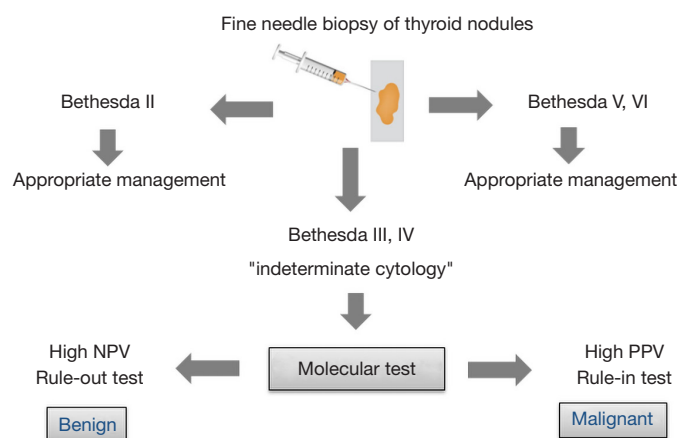 Fine needle biopsy of thyroid nodules
Bethesda II
Bethesda V, VI
Appropriate management
Appropriate management
Bethesda III, IV
"indeterminate cytology"
High NPV
Rule-out test
Molecular test
High PPV
Rule-in test
Benign
Malignant